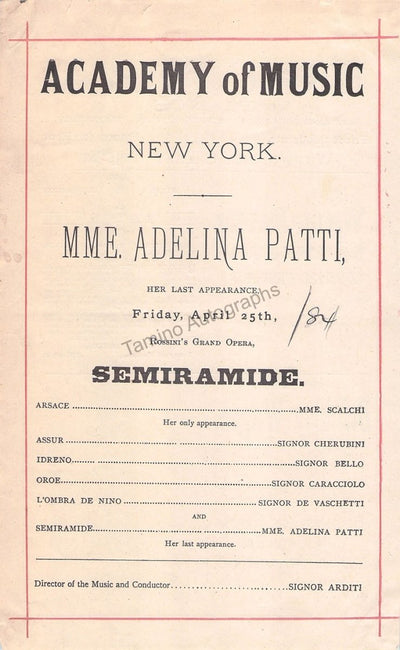 ACADEMY of MUSIC
NEW YORK.
MME. ADELINA PATTI,
HER LAST APPEARANCE.
Friday, April 25th, /84
Tamino Autographs
ROSSINI'S GRAND OPERA,
SEMIRAMIDE.
ARSACE ........ MME. SCALCHI
Her only appearance.
ASSUR ........ SIGNOR CHERUBINI
IDRENO ........ SIGNOR BELLO
OROE ........ SIGNOR CARACCIOLO
L'OMBRA DE NINO ........ SIGNOR DE VASCHETTI
AND
SEMIRAMIDE ........ MME. ADELINA PATTI
Her last appearance.
Director of the Music and Conductor ........ SIGNOR ARDITI